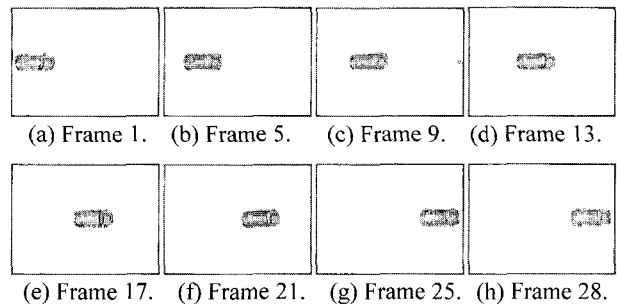 (a) Frame 1. (b) Frame 5. (c) Frame 9. (d) Frame 13.
(e) Frame 17. (f) Frame 21. (g) Frame 25. (h) Frame 28.